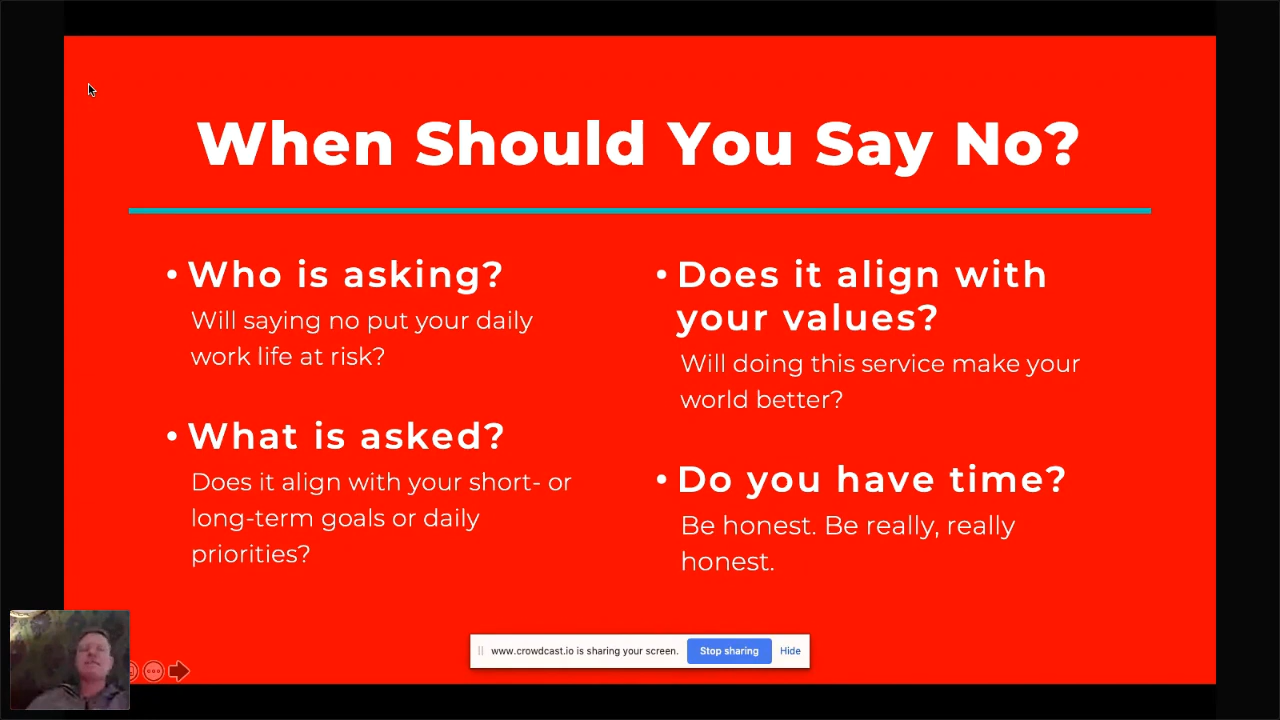 When Should You Say No?
• Who is asking?
Will saying no put your daily
work life at risk?
• What is asked?
Does it align with your short- or
long-term goals or daily
priorities?
• Does it align with
your values?
Will doing this service make your
world better?
• Do you have time?
Be honest. Be really, really
honest.
www.crowdcast.io is sharing your screen. Stop sharing Hide